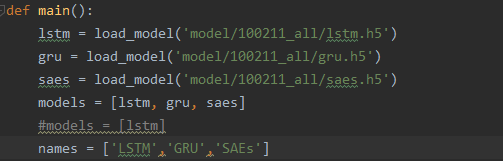 def main():
lstm = load_model('model/100211_all/lstm.h5')
gru = load_model('model/100211_all/gru.h5')
saes = load_model('model/100211_all/saes.h5')
models = [lstm, gru, saes]
#models = [lstm]
names = ['LSTM','GRU','SAEs']